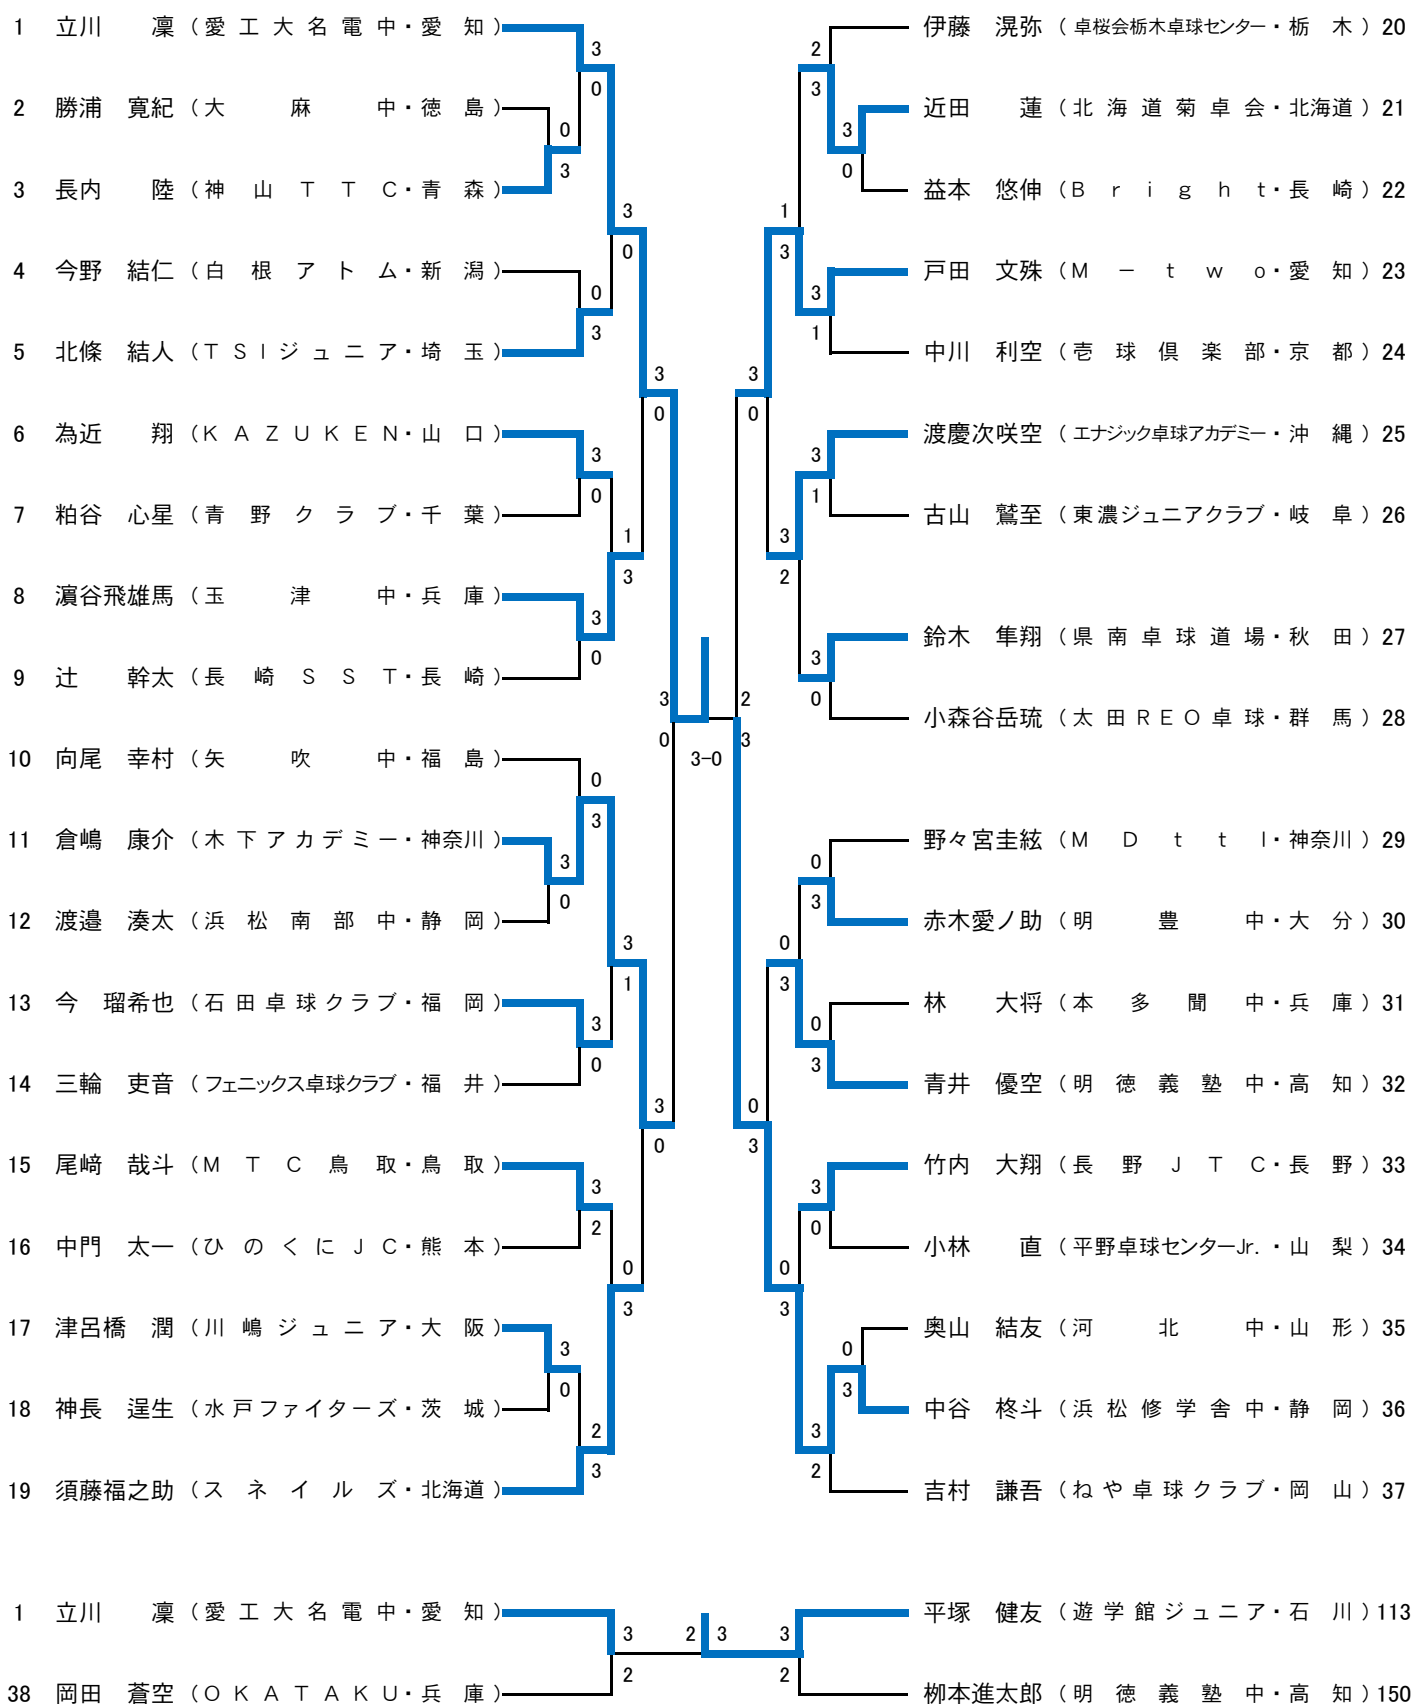 1 立川 凜 （愛工大名電中・愛知）
3
0
2 勝浦 寛紀 （大麻中・徳島）
0
3
3 長内 陸 （神山TTC・青森）
3
0
4 今野 結仁 （白根アトム・新潟）
0
3
5 北條 結人 （TSIジュニア・埼玉）
3
0
6 為近 翔 （KAZUKEN・山口）
3
0
7 粕谷 心星 （青野クラブ・千葉）
1
3
8 濵谷飛雄馬 （玉津中・兵庫）
3
0
9 辻 幹太 （長崎SST・長崎）
3
0
10 向尾 幸村 （矢吹中・福島）
0
3
11 倉嶋 康介 （木下アカデミー・神奈川）
3
0
12 渡邉 湊太 （浜松南部中・静岡）
3
1
13 今 瑠希也 （石田卓球クラブ・福岡）
3
0
14 三輪 吏音 （フェニックス卓球クラブ・福井）
3
0
15 尾﨑 哉斗 （MTC鳥取・鳥取）
3
2
16 中門 太一 （ひのくにJC・熊本）
0
3
17 津呂橋 潤 （川嶋ジュニア・大阪）
3
0
18 神長 逞生 （水戸ファイターズ・茨城）
2
3
19 須藤福之助 （スネイルズ・北海道）
3-0
伊藤 滉弥 （卓桜会栃木卓球センター・栃木） 20
2
3
近田 蓮 （北海道菊卓会・北海道） 21
3
0
益本 悠伸 （Bright・長崎） 22
1
3
戸田 文殊 （M－two・愛知） 23
3
1
中川 利空 （壱球倶楽部・京都） 24
3
0
渡慶次咲空 （エナジック卓球アカデミー・沖縄） 25
3
1
古山 鷲至 （東濃ジュニアクラブ・岐阜） 26
3
2
鈴木 隼翔 （県南卓球道場・秋田） 27
3
0
小森谷岳琉 （太田REO卓球・群馬） 28
2
3
野々宮圭絃 （MDttl・神奈川） 29
0
3
赤木愛ノ助 （明豊中・大分） 30
0
3
林 大将 （本多聞中・兵庫） 31
0
3
青井 優空 （明徳義塾中・高知） 32
0
3
竹内 大翔 （長野JTC・長野） 33
3
0
小林 直 （平野卓球センターJr.・山梨） 34
0
3
奥山 結友 （河北中・山形） 35
0
3
中谷 柊斗 （浜松修学舎中・静岡） 36
3
2
吉村 謙吾 （ねや卓球クラブ・岡山） 37
1 立川 凜 （愛工大名電中・愛知）
3
2
38 岡田 蒼空 （OKATAKU・兵庫）
2 3
平塚 健友 （遊学館ジュニア・石川） 113
3
2
栁本進太郎 （明徳義塾中・高知） 150